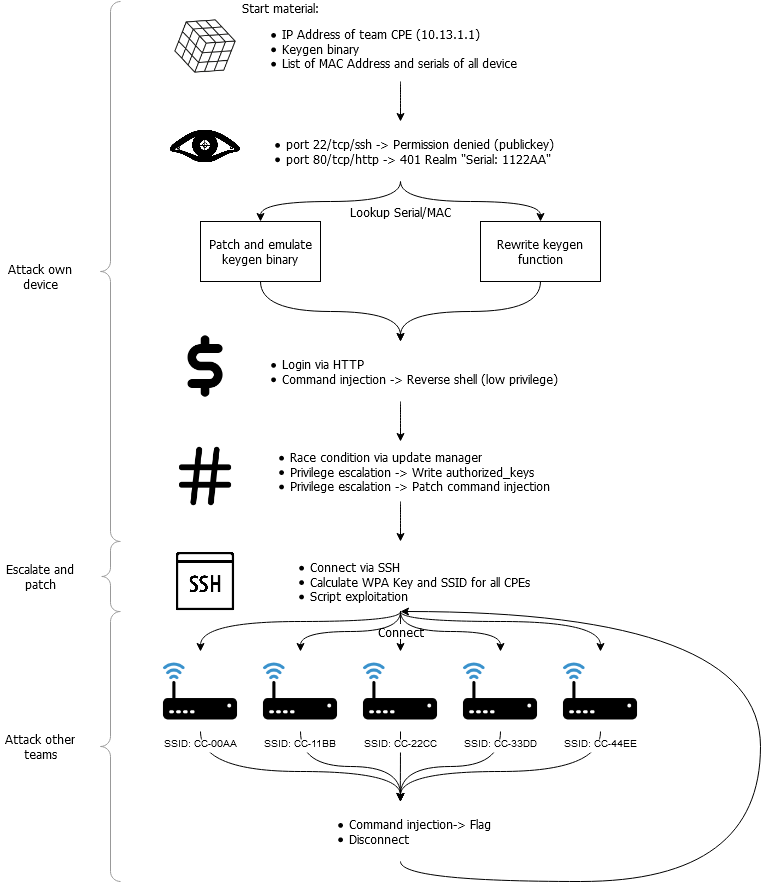 Start material:
• IP Address of team CPE (10.13.1.1)
• Keygen binary
• List of MAC Address and serials of all device
• port 22/tcp/ssh -> Permission denied (publickey)
• port 80/tcp/http -> 401 Realm "Serial: 1122AA"
Lookup Serial/MAC
Patch and emulate
keygen binary
Rewrite keygen
function
Attack own
device
• Login via HTTP
• Command injection -> Reverse shell (low privilege)
• Race condition via update manager
• Privilege escalation -> Write authorized_keys
• Privilege escalation -> Patch command injection
Escalate and
patch
SSH
• Connect via SSH
• Calculate WPA Key and SSID for all CPEs
• Script exploitation
Connect
SSID: CC-00AA
SSID: CC-11BB
SSID: CC-22CC
SSID: CC-33DD
SSID: CC-44EE
Attack other
teams
• Command injection-> Flag
• Disconnect